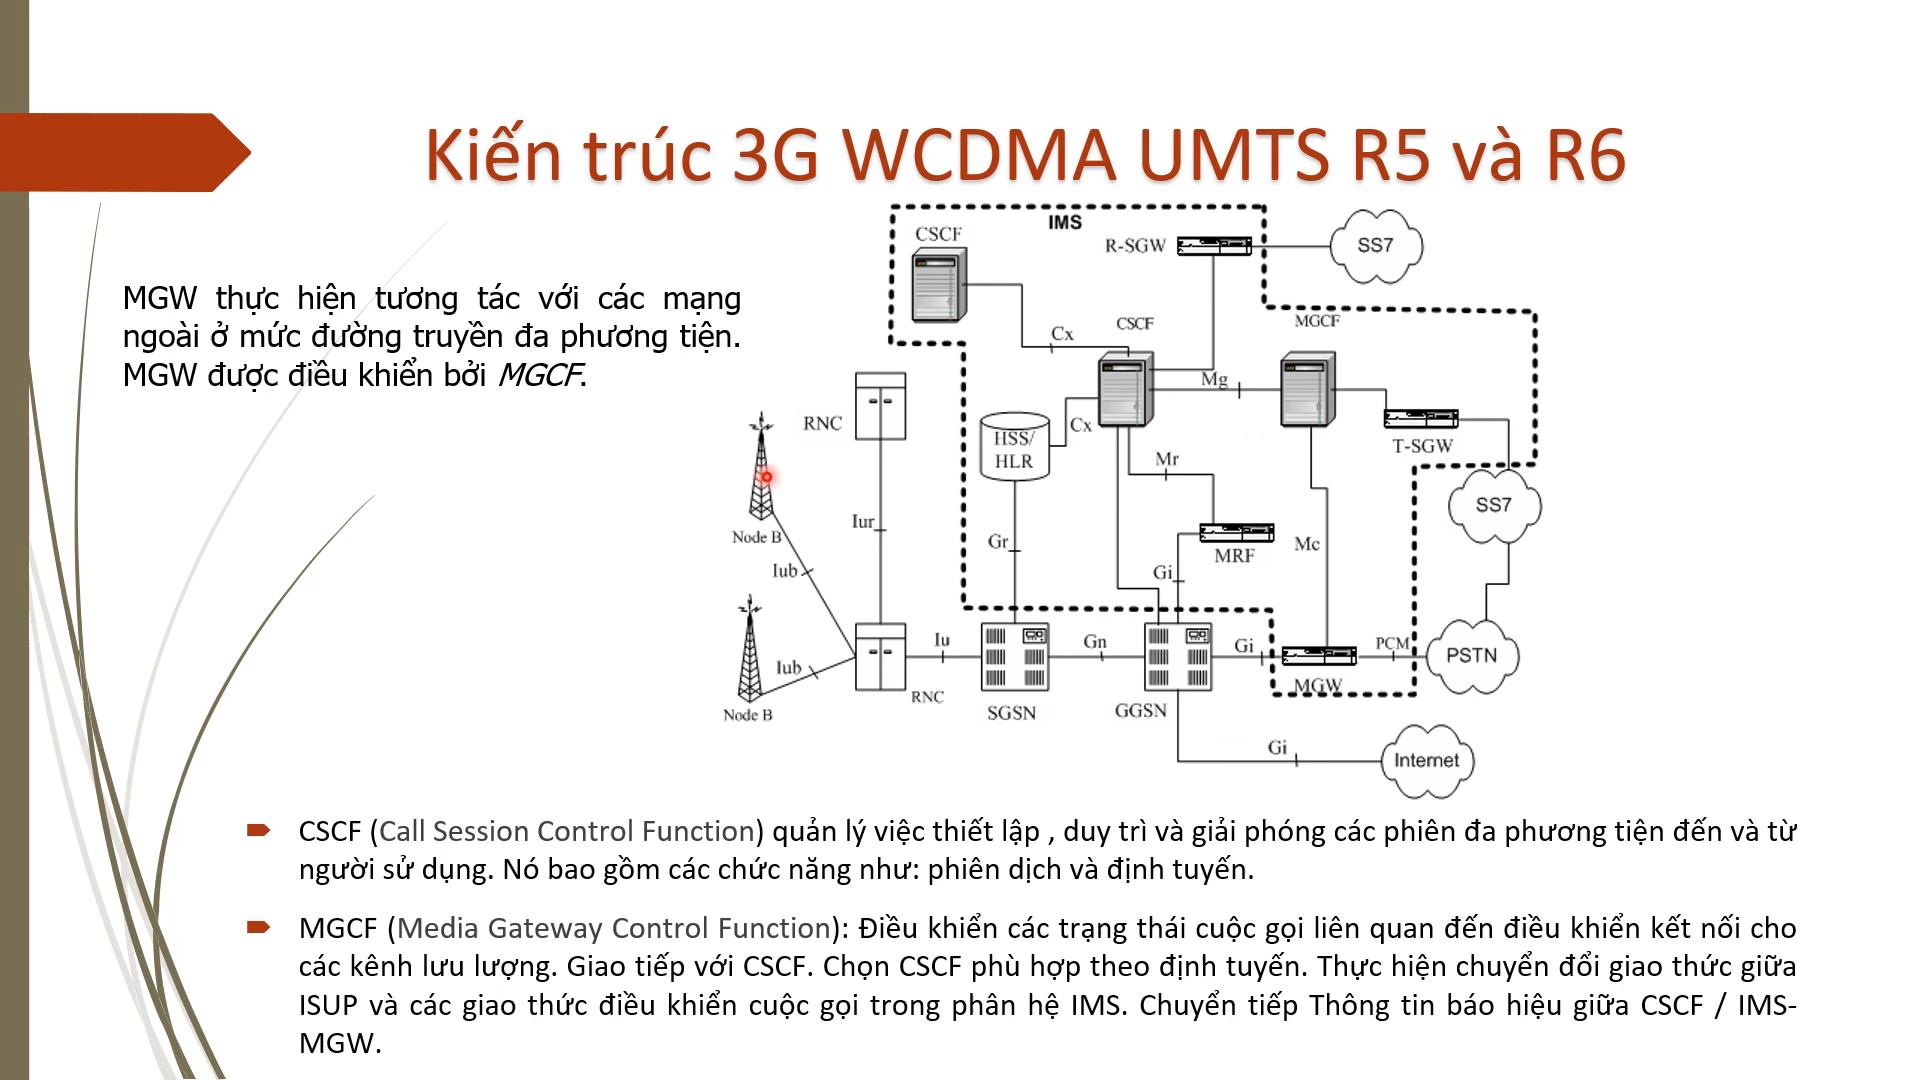 Kiến trúc 3G WCDMA UMTS R5 và R6
MGW thực hiện tương tác với các mạng
ngoài ở mức đường truyền đa phương tiện.
MGW được điều khiển bởi MGCF.
IMS
CSCF
R-SGW
SS7
Cx
CSCF
MGCF
Mg
RNC
HSS/
HLR
Cx
T-SGW
Mr
SS7
Iur
Node B
Gr
MRF
Mc
Iub
Gi
Iu
Gn
Gi
PCM
PSTN
Iub
MGW
RNC
Node B
SGSN
GGSN
Gi
Internet
CSCF (Call Session Control Function) quản lý việc thiết lập , duy trì và giải phóng các phiên đa phương tiện đến và từ
người sử dụng. Nó bao gồm các chức năng như: phiên dịch và định tuyến.
MGCF (Media Gateway Control Function): Điều khiển các trạng thái cuộc gọi liên quan đến điều khiển kết nối cho
các kênh lưu lượng. Giao tiếp với CSCF. Chọn CSCF phù hợp theo định tuyến. Thực hiện chuyển đổi giao thức giữa
ISUP và các giao thức điều khiển cuộc gọi trong phân hệ IMS. Chuyển tiếp Thông tin báo hiệu giữa CSCF / IMS-
MGW.